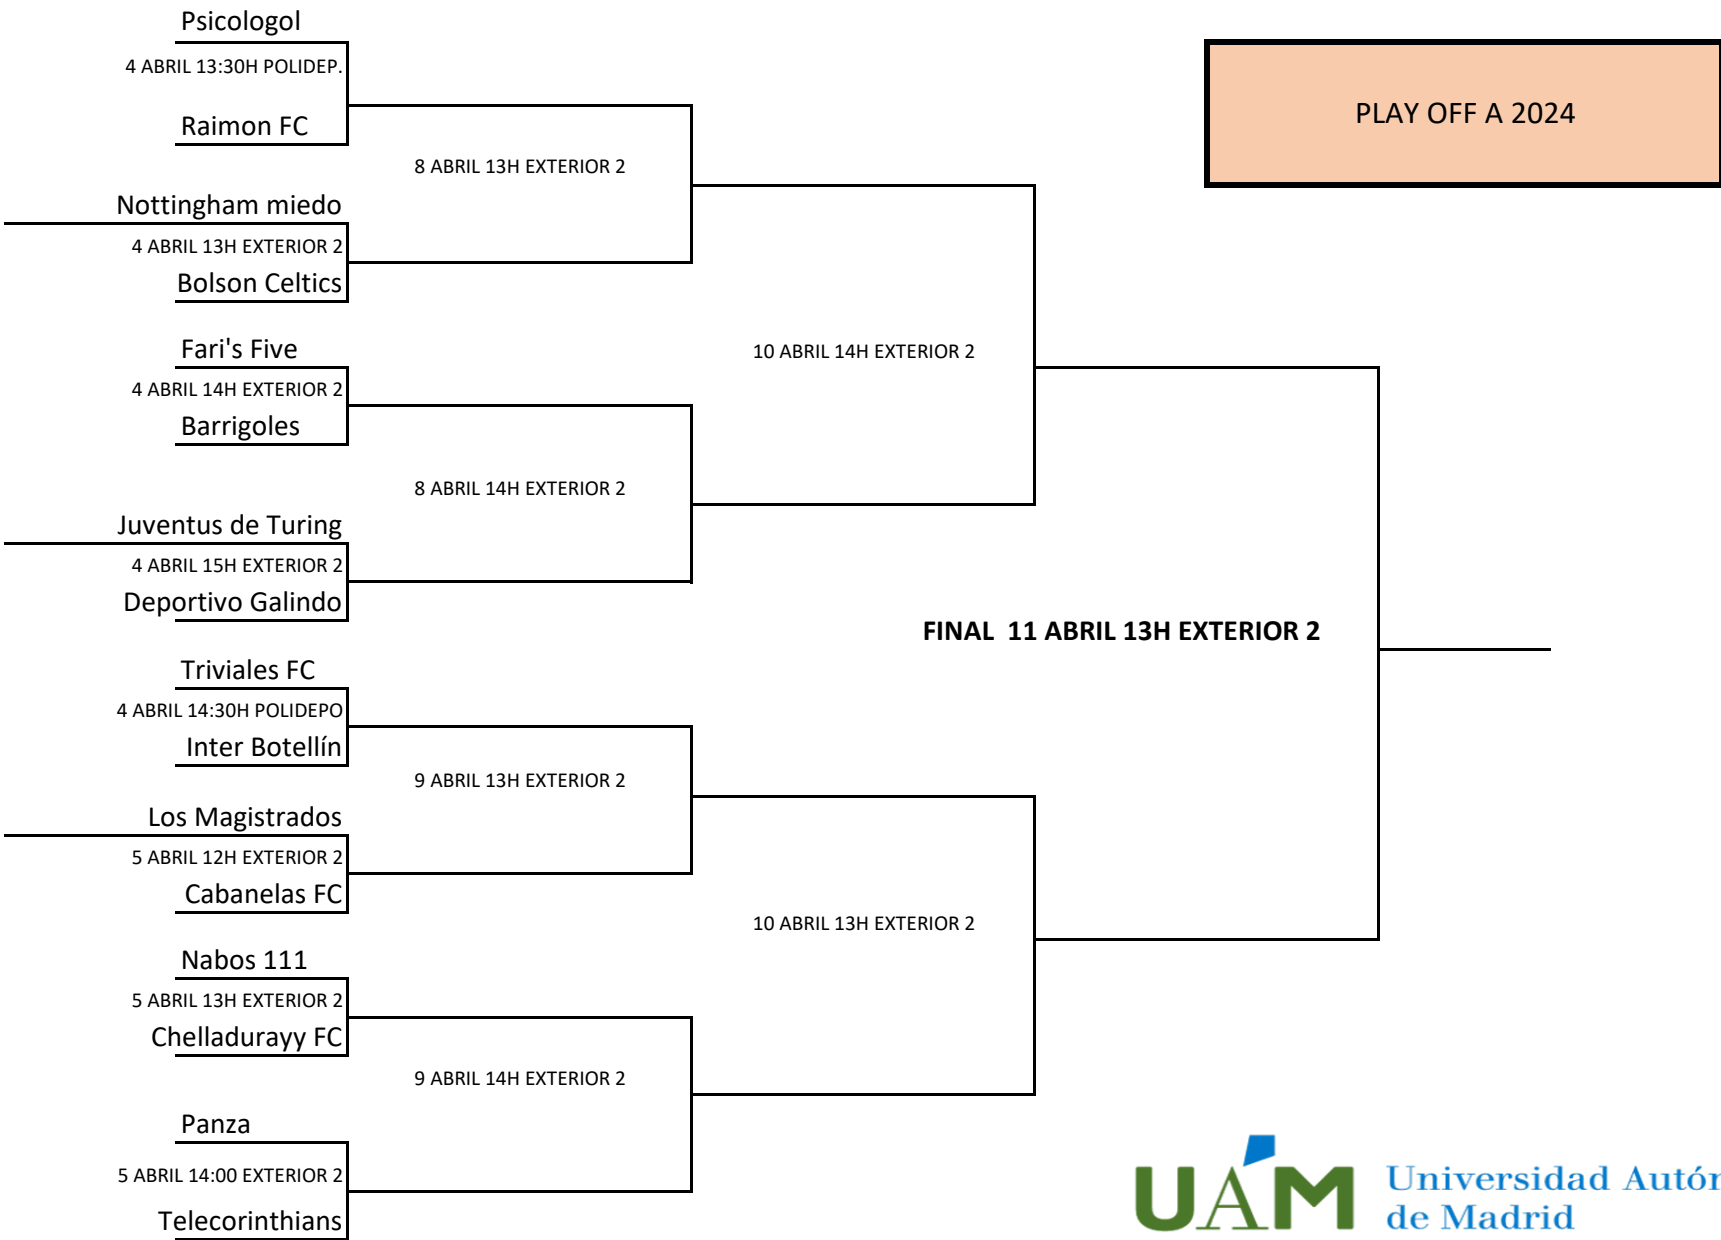 Psicologol
4 ABRIL 13:30H POLIDEP.
Raimon FC
8 ABRIL 13H EXTERIOR 2
Nottingham miedo
4 ABRIL 13H EXTERIOR 2
Bolson Celtics
PLAY OFF A 2024
Fari's Five
4 ABRIL 14H EXTERIOR 2
Barrigoles
10 ABRIL 14H EXTERIOR 2
8 ABRIL 14H EXTERIOR 2
Juventus de Turing
4 ABRIL 15H EXTERIOR 2
Deportivo Galindo
FINAL  11 ABRIL 13H EXTERIOR 2
Triviales FC
4 ABRIL 14:30H POLIDEPO
Inter Botellín
9 ABRIL 13H EXTERIOR 2
Los Magistrados
5 ABRIL 12H EXTERIOR 2
Cabanelas FC
10 ABRIL 13H EXTERIOR 2
Nabos 111
5 ABRIL 13H EXTERIOR 2
Chelladurayy FC
9 ABRIL 14H EXTERIOR 2
Panza
5 ABRIL 14:00 EXTERIOR 2
Telecorinthians
UAM
Universidad Autón
de Madrid